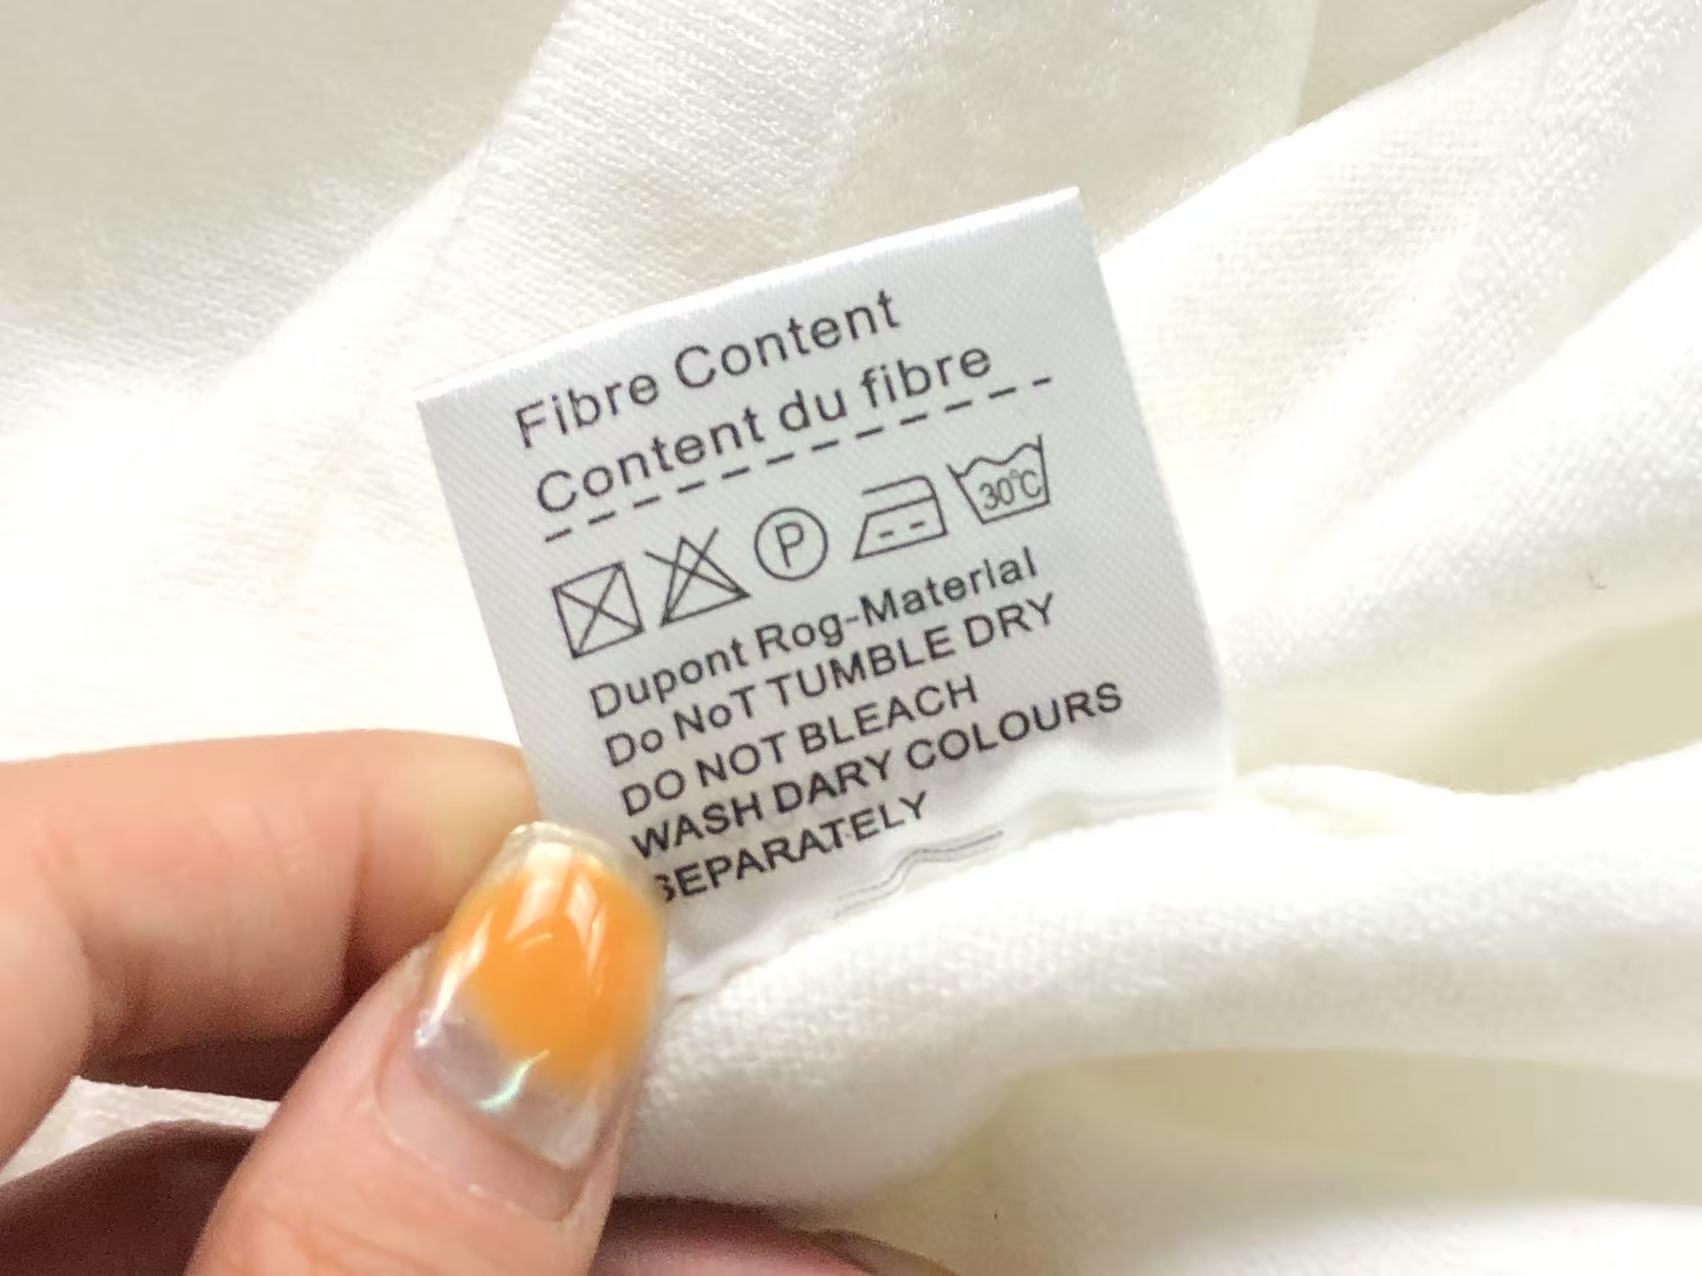 Fibre Content
Content du fibre
P
30°C
Dupont Rog-Materlal
Do NoT TUMBLE DRY
DO NOT BLEACH
WASH DARY COLOURS
SEPARATELY